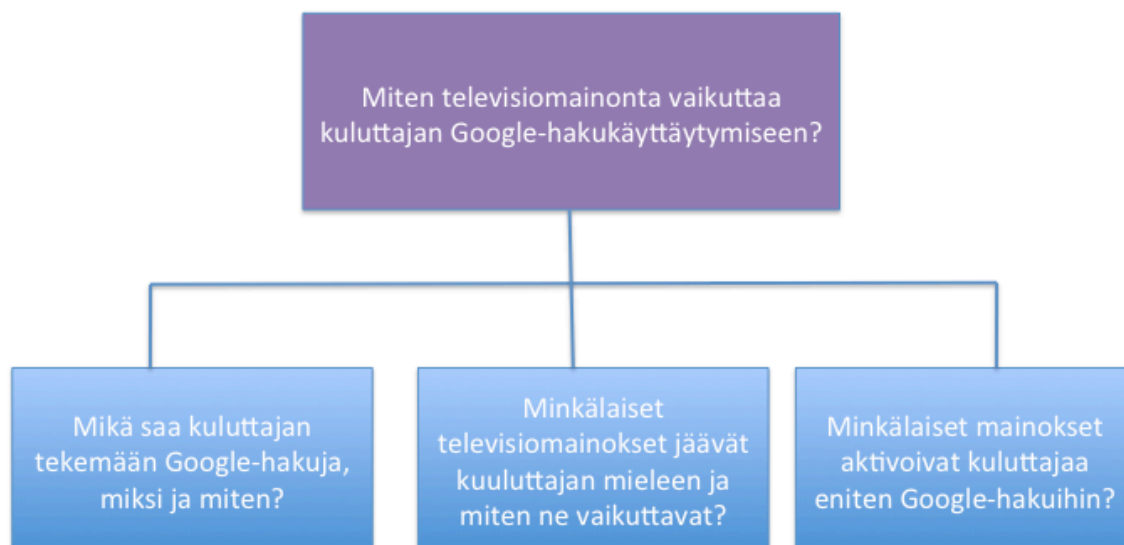 Miten televisiomainonta vaikuttaa
kuluttajan Google-hakukäyttäytymiseen?
Mikä saa kuluttajan
tekemään Google-hakuja,
miksi ja miten?
Minkälaiset
televisiomainokset jäävät
kuuluttajan mieleen ja
miten ne vaikuttavat?
Minkälaiset mainokset
aktivoivat kuluttajaa
eniten Google-hakuihin?